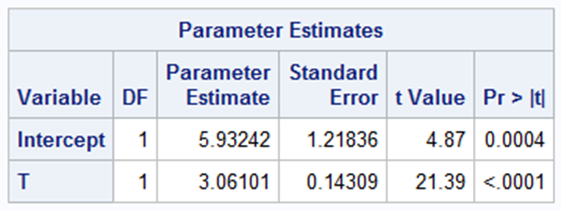 Parameter Estimates
Variable DF Parameter Estimate Standard Error t Value Pr > |t|
Intercept 1 5.93242 1.21836 4.87 0.0004
T 1 3.06101 0.14309 21.39 <.0001